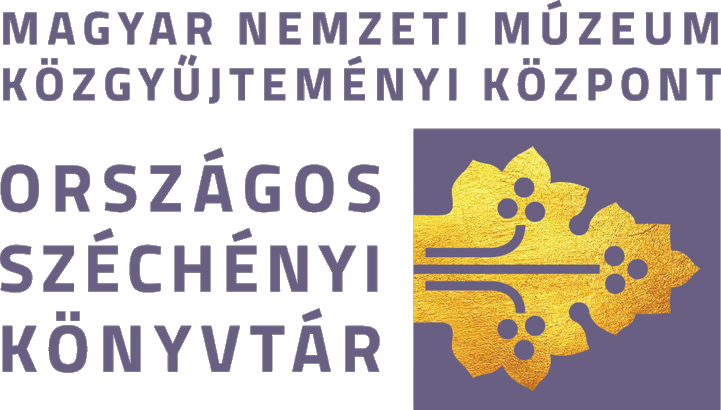 MAGYAR NEMZETI MÚZEUM
KÖZGYŰJTEMÉNYI KÖZPONT
ORSZÁGOS
SZÉCHÉNYI
KÖNYVTÁR